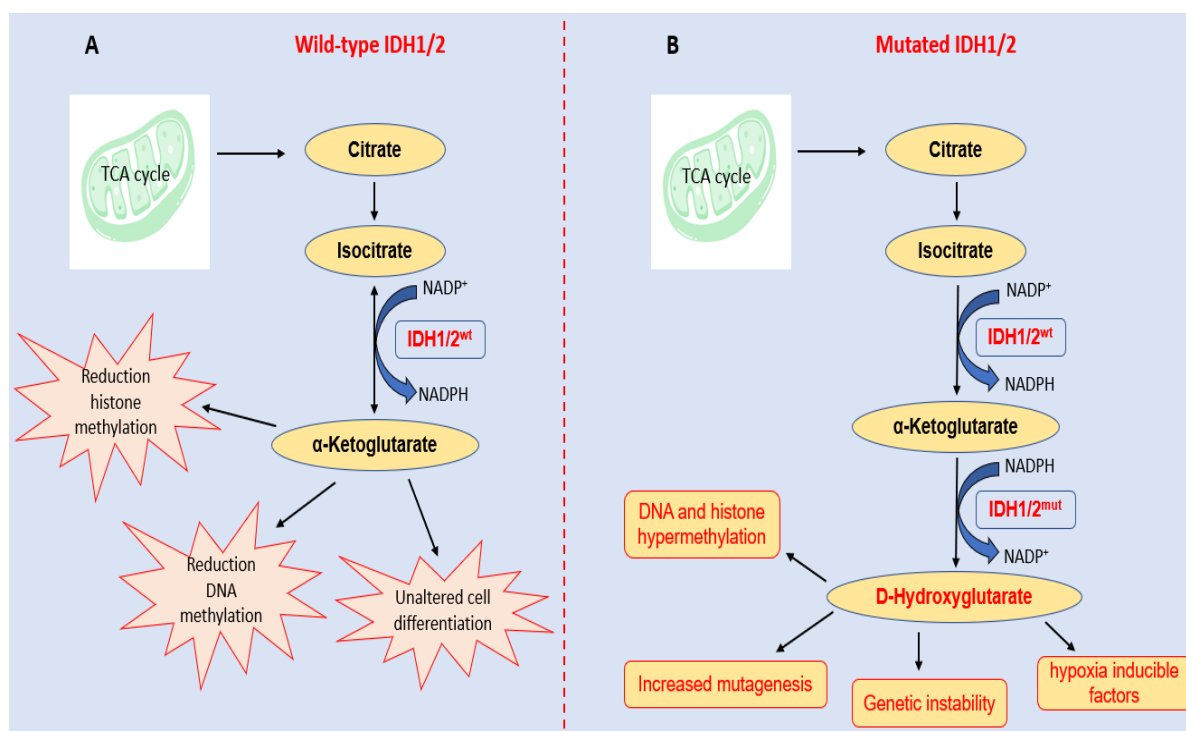 A
Wild-type IDH1/2
TCA cycle
Citrate
Isocitrate
NADP⁺
IDH1/2ʷᵗ
NADPH
α-Ketoglutarate
Reduction
histone
methylation
Reduction
DNA
methylation
Unaltered cell
differentiation
B
Mutated IDH1/2
TCA cycle
Citrate
Isocitrate
NADP⁺
IDH1/2ʷᵗ
NADPH
α-Ketoglutarate
NADPH
IDH1/2ᵐᵘᵗ
NADP⁺
D-Hydroxyglutarate
DNA and histone
hypermethylation
Increased mutagenesis
Genetic instability
hypoxia inducible
factors